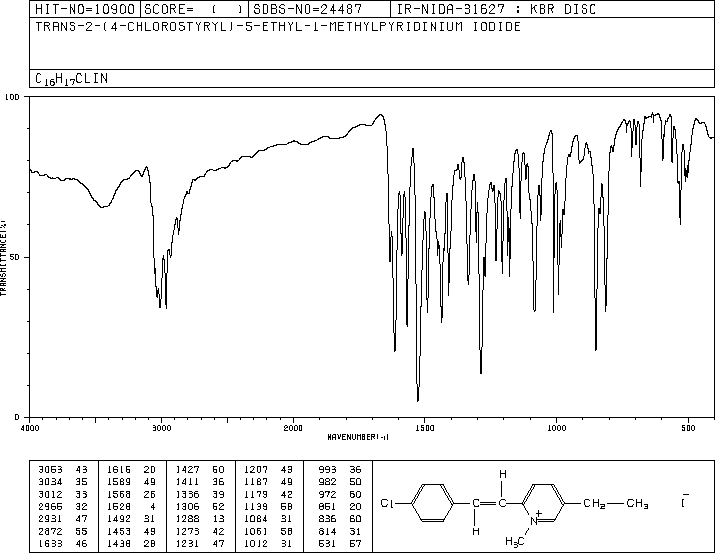 HIT-NO=10900 SCORE= ( ) SDBS-NO=24487 IR-NIDA-31627 : KBR DISC
TRANS-2-(4-CHLOROSTYRYL)-5-ETHYL-1-METHYLPYRIDINIUM IODIDE
C16H17CLIN
100
50
0
TRANSMITTANCE(%)
4000 3000 2000 1500 1000 500
WAVENUMBER(-1)
3063 43 1616 20 1427 60 1207 43 993 36
3034 35 1589 49 1411 36 1187 49 982 50
3012 33 1568 26 1336 39 1179 42 972 60
2966 32 1528 4 1306 52 1139 58 851 20
2931 47 1492 31 1288 13 1084 31 836 60
2872 55 1453 49 1273 42 1061 58 814 31
1633 46 1438 28 1231 47 1012 31 531 57
H
Cl C C CH2 CH3 I-
H N+
H3C